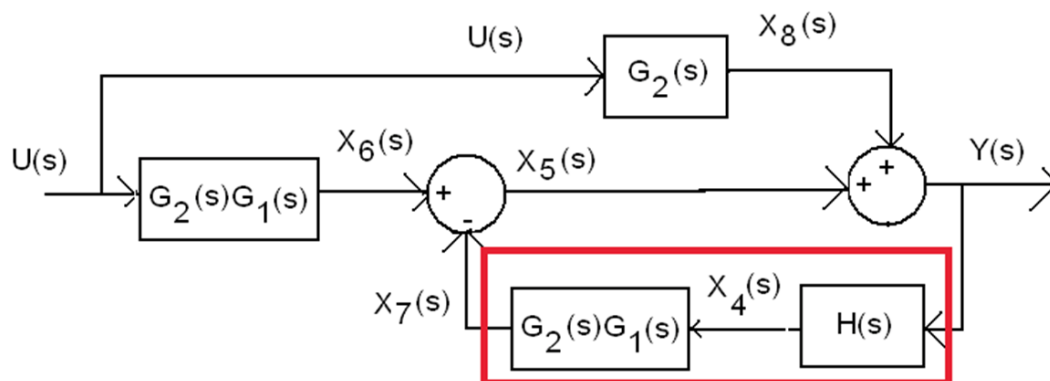 U(s)
X₈(s)
G₂(s)
U(s)
X₆(s)
X₅(s)
Y(s)
G₂(s)G₁(s)
+
-
+
+
X₇(s)
G₂(s)G₁(s)
X₄(s)
H(s)